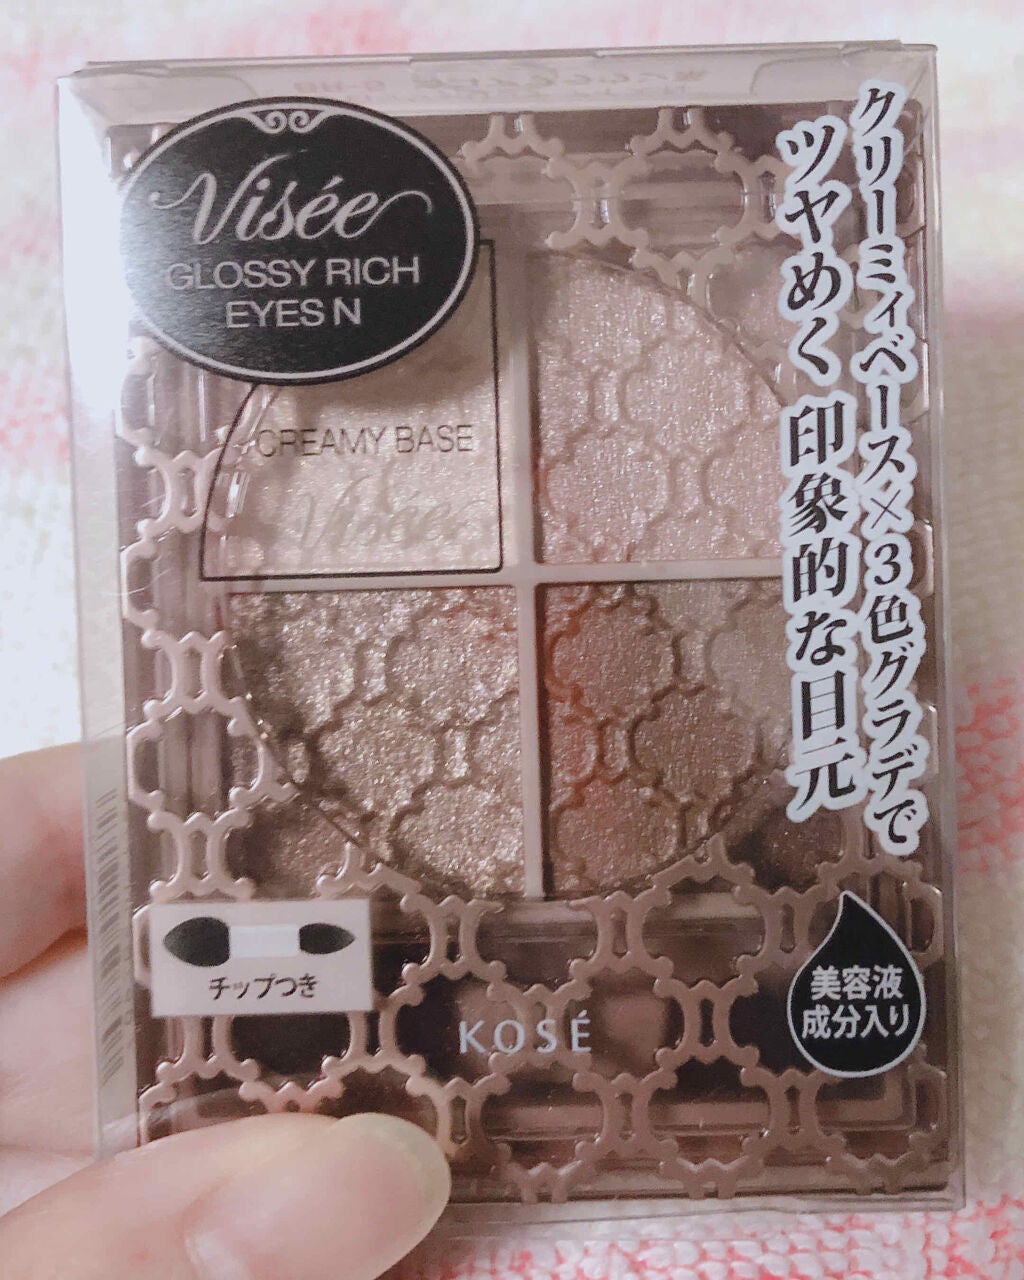 Visée
GLOSSY RICH
EYES N
CREAMY BASE
Visée
クリーミィベース×3色グラデで
ツヤめく印象的な目元
チップつき
KOSÉ
美容液
成分入り